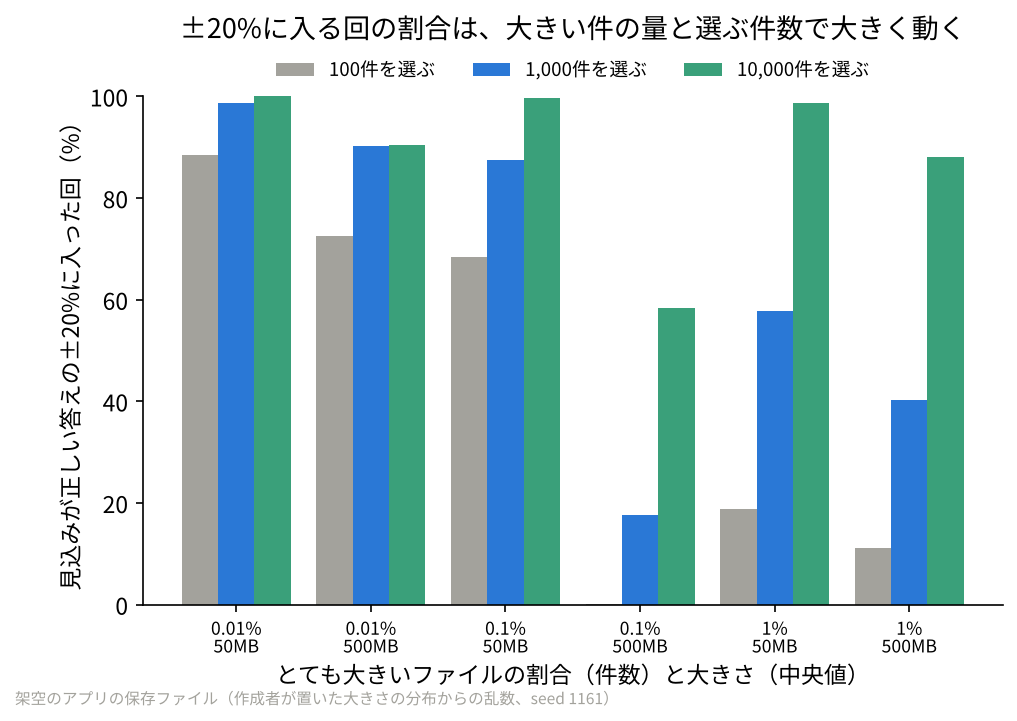 ±20%に入る回の割合は、大きい件の量と選ぶ件数で大きく動く
100件を選ぶ
1,000件を選ぶ
10,000件を選ぶ
見込みが正しい答えの±20%に入った回（%）
100
80
60
40
20
0
0.01%
50MB
0.01%
500MB
0.1%
50MB
0.1%
500MB
1%
50MB
1%
500MB
とても大きいファイルの割合（件数）と大きさ（中央値）
架空のアプリの保存ファイル（作成者が置いた大きさの分布からの乱数、seed 1161）